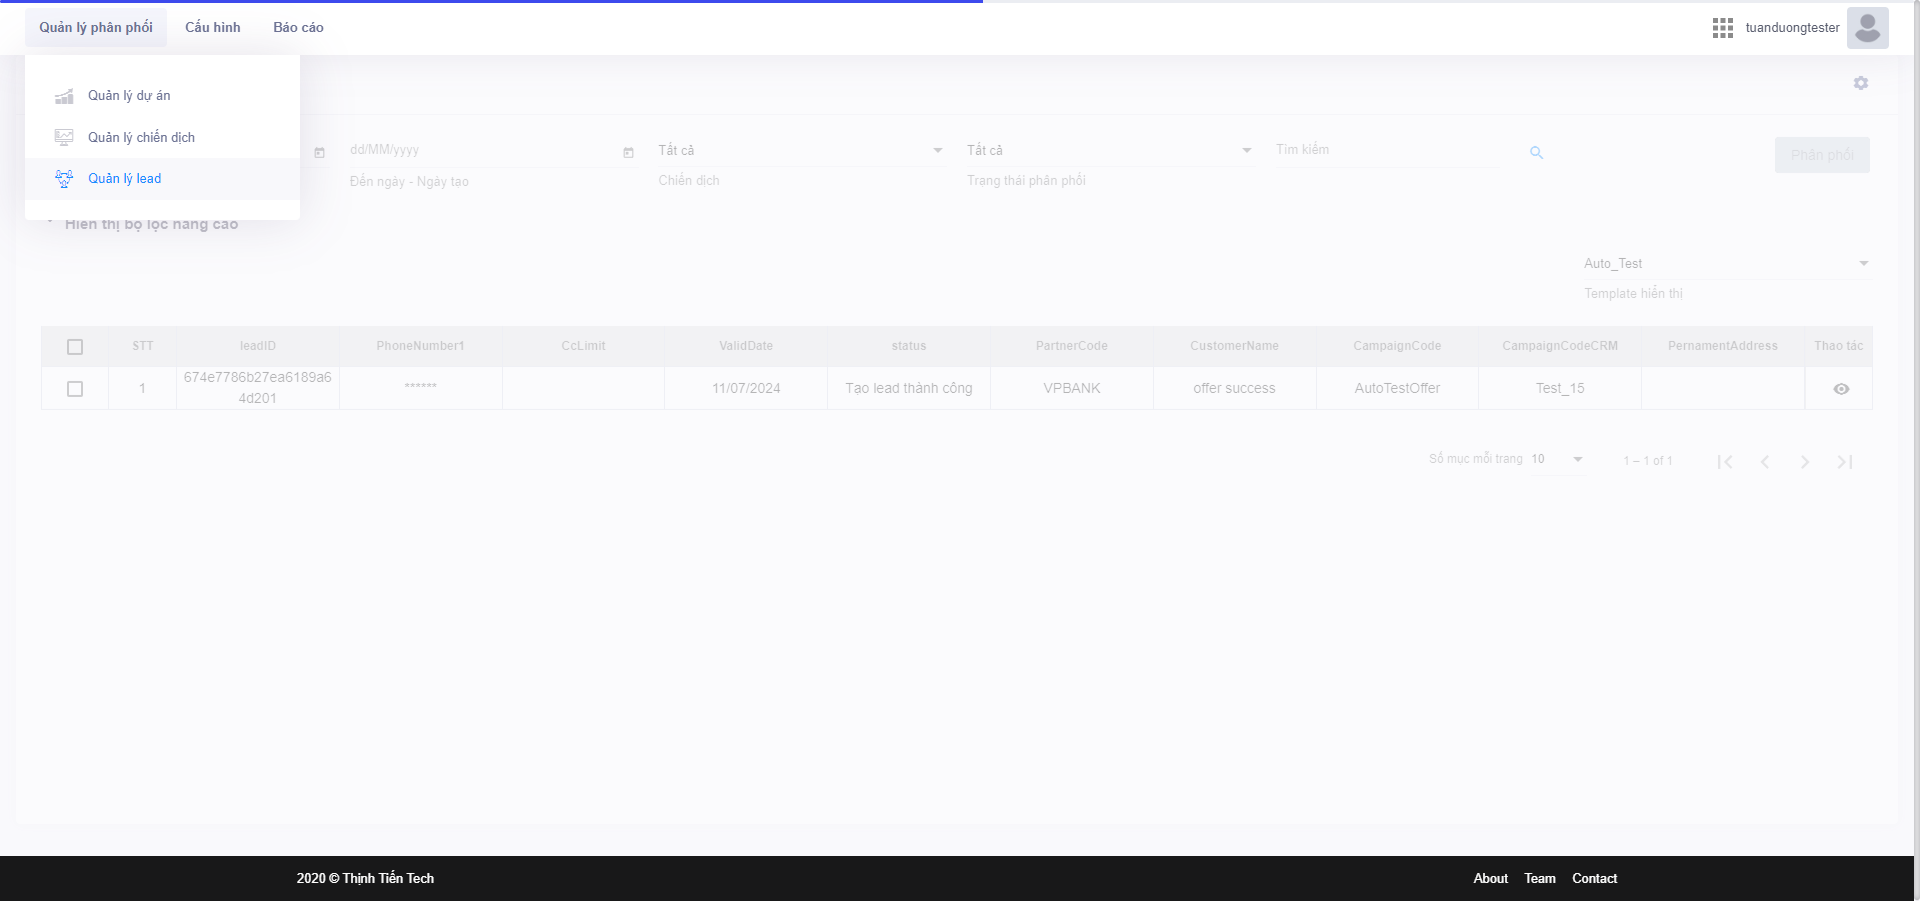 Quản lý phân phối Cấu hình Báo cáo tuanduongtester
Quản lý dự án
Quản lý chiến dịch
Quản lý lead
dd/MM/yyyy Tất cả Tất cả Tìm kiếm Phân phối
Đến ngày - Ngày tạo Chiến dịch Trạng thái phân phối
Hiển thị bộ lọc nâng cao
Auto_Test
Template hiển thị
STT leadID PhoneNumber1 CcLimit ValidDate status PartnerCode CustomerName CampaignCode CampaignCodeCRM PernamentAddress Thao tác
1 674e7786b27ea6189a6 ****** 11/07/2024 Tạo lead thành công VPBANK offer success AutoTestOffer Test_15
4d201
Số mục mỗi trang 10 1 – 1 of 1
2020 © Thịnh Tiến Tech About Team Contact